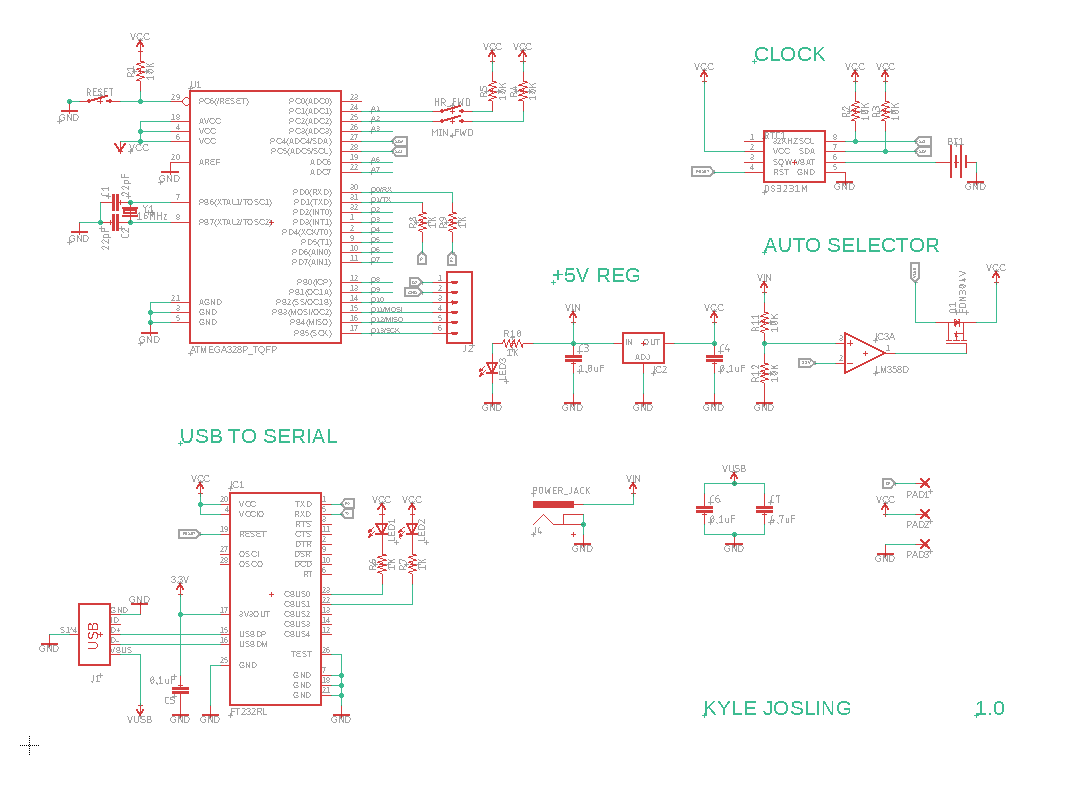 CLOCK
AUTO SELECTOR
+5V REG
USB TO SERIAL
KYLE JOSLING
1.0
VCC
R1
10K
RESET
GND
U1
29 PC6(/RESET)
18 AVCC
4 VCC
6 VCC
VCC
20 AREF
GND
C1
22pF
Y1
16MHz
C2
22pF
GND
7 PB6(XTAL1/TOSC1)
8 PB7(XTAL2/TOSC2)
21 AGND
3 GND
5 GND
GND
ATMEGA328P_TQFP
PC0(ADC0) 23
PC1(ADC1) 24 A1
PC2(ADC2) 25 A2
PC3(ADC3) 26 A3
PC4(ADC4/SDA) 27
PC5(ADC5/SCL) 28
ADC6 19 A6
ADC7 22 A7
PD0(RXD) 30 D0/RX
PD1(TXD) 31 D1/TX
PD2(INT0) 32 D2
PD3(INT1) 1 D3
PD4(XCK/T0) 2 D4
PD5(T1) 9 D5
PD6(AIN0) 10 D6
PD7(AIN1) 11 D7
PB0(ICP) 12 D8
PB1(OC1A) 13 D9
PB2(SS/OC1B) 14 D10
PB3(MOSI/OC2) 15 D11/MOSI
PB4(MISO) 16 D12/MISO
PB5(SCK) 17 D13/SCK
VCC
VCC
R5
10K
R4
10K
HR_FWD
MIN_FWD
R8
1K
R9
1K
1
2
3
4
5
6
J2
VCC
VCC
VCC
R2
10K
R3
10K
RTC1
1 32KHZ SCL 8
2 VCC SDA 7
3 SQW VBAT 6
4 RST GND 5
DS3231M
GND
BT1
GND
VIN
R10
1K
LED3
GND
C3
1.0uF
GND
IN OUT
ADJ
IC2
GND
VCC
C4
0.1uF
GND
VIN
R11
10K
R12
10K
GND
3
2
1
IC3A
LM358D
Q1
FDN304V
VCC
VCC
IC1
20 VCC
4 VCCIO
19 RESET
27 OSCI
28 OSCO
17 3V3OUT
15 USBDP
16 USBDM
25 GND
FT232RL
TXD 1
RXD 5
RTS 3
CTS 11
DTR 2
DSR 9
DCD 10
RI 6
CBUS0 23
CBUS1 22
CBUS2 13
CBUS3 14
CBUS4 12
TEST 26
GND 7
GND 18
GND 21
GND
VCC
VCC
LED1
LED2
R6
1K
R7
1K
3.3V
GND
USB
GND
ID
D+
D-
VBUS
J1
GND
VUSB
0.1uF
C5
GND
GND
POWER_JACK
VIN
J4
GND
VUSB
C6
0.1uF
C7
4.7uF
GND
PAD1
VCC
PAD2
PAD3
GND